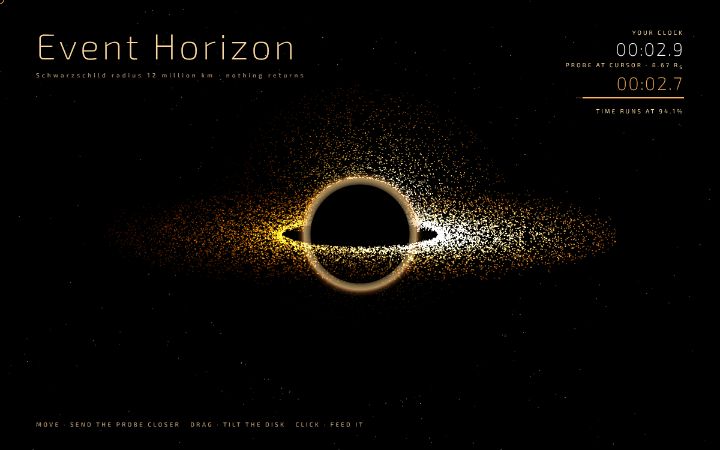 Event Horizon
Schwarzschild radius 12 million km · nothing returns
YOUR CLOCK
00:02.9
PROBE AT CURSOR · 8.67 Rs
00:02.7
TIME RUNS AT 94.1%
MOVE · SEND THE PROBE CLOSER DRAG · TILT THE DISK CLICK · FEED IT